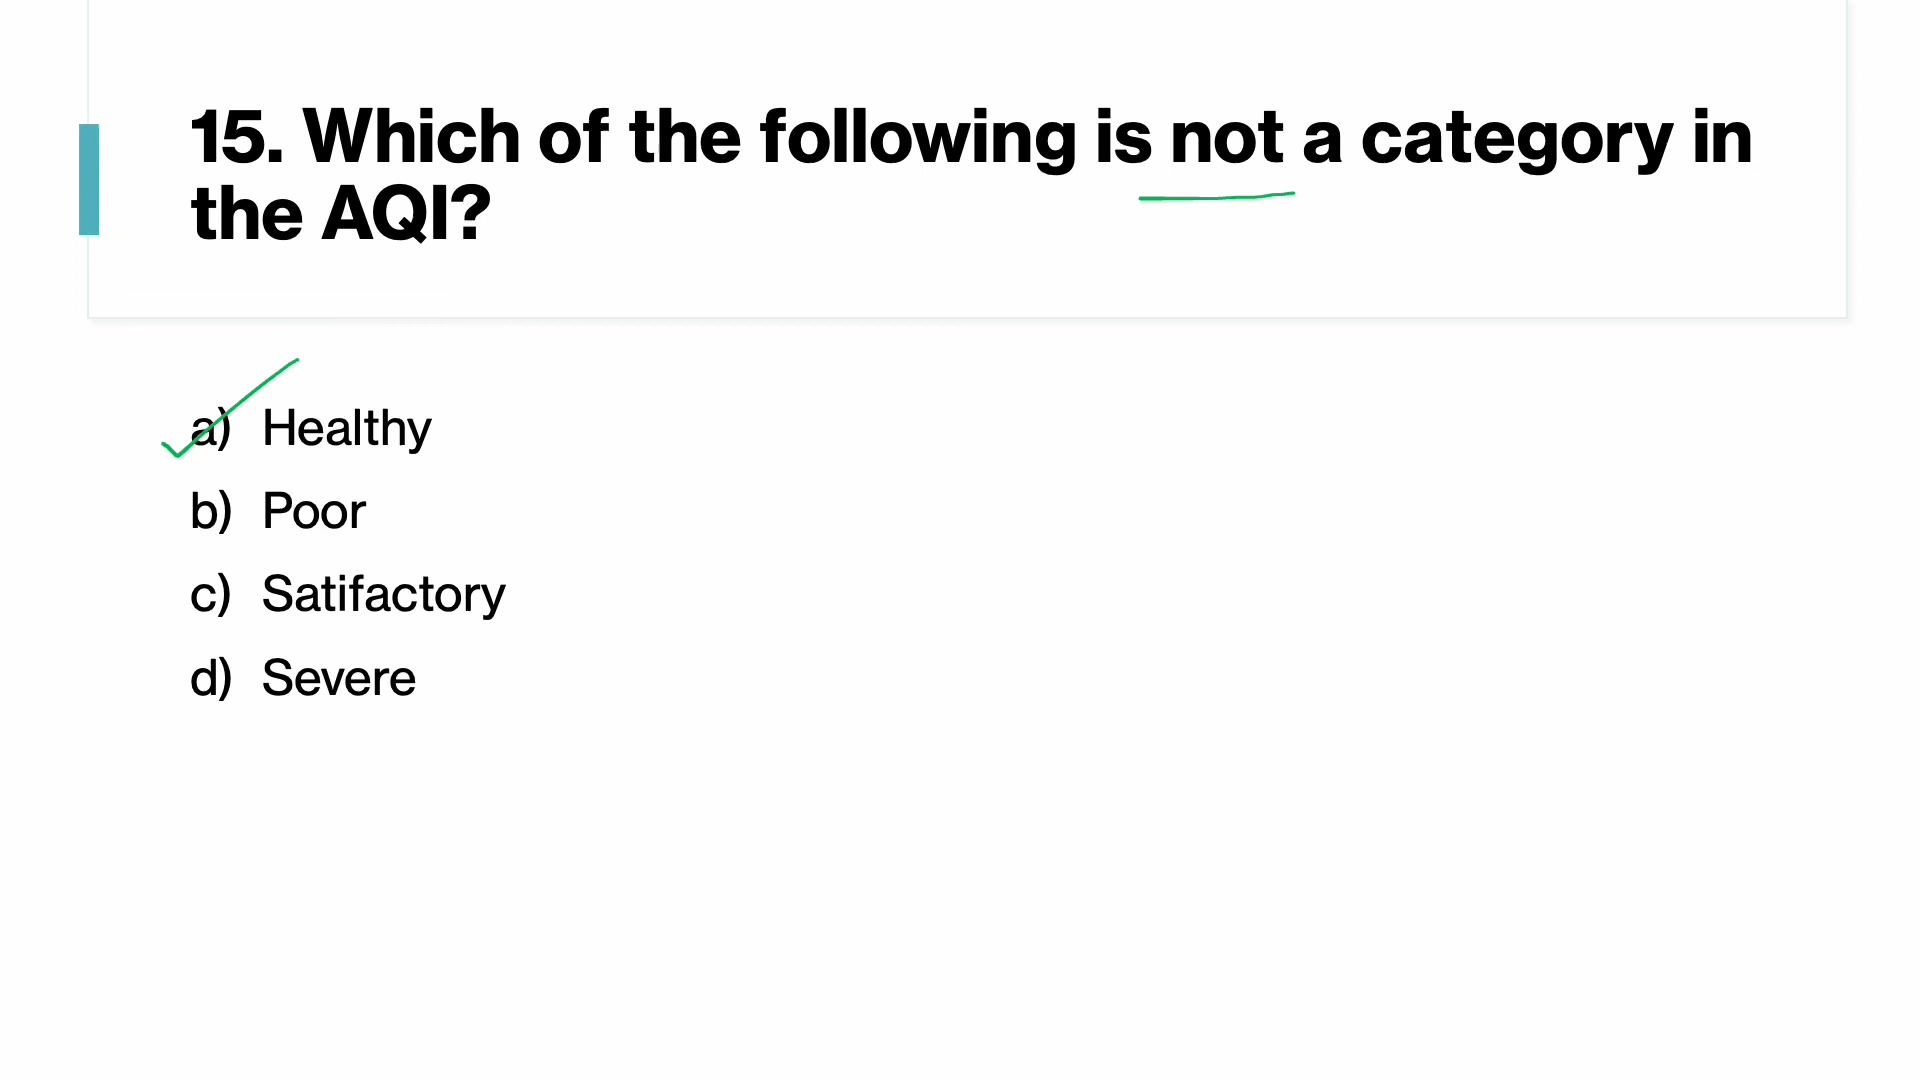 15. Which of the following is not a category in
the AQI?
a) Healthy
b) Poor
c) Satifactory
d) Severe